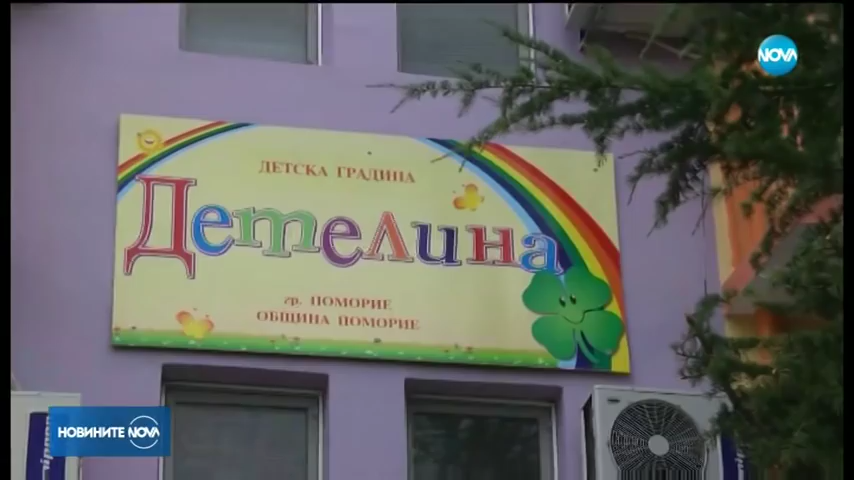 NOVA
ДЕТСКА ГРАДИНА
Детелина
гр. ПОМОРИЕ
ОБЩИНА ПОМОРИЕ
НОВИНИТЕ NOVA